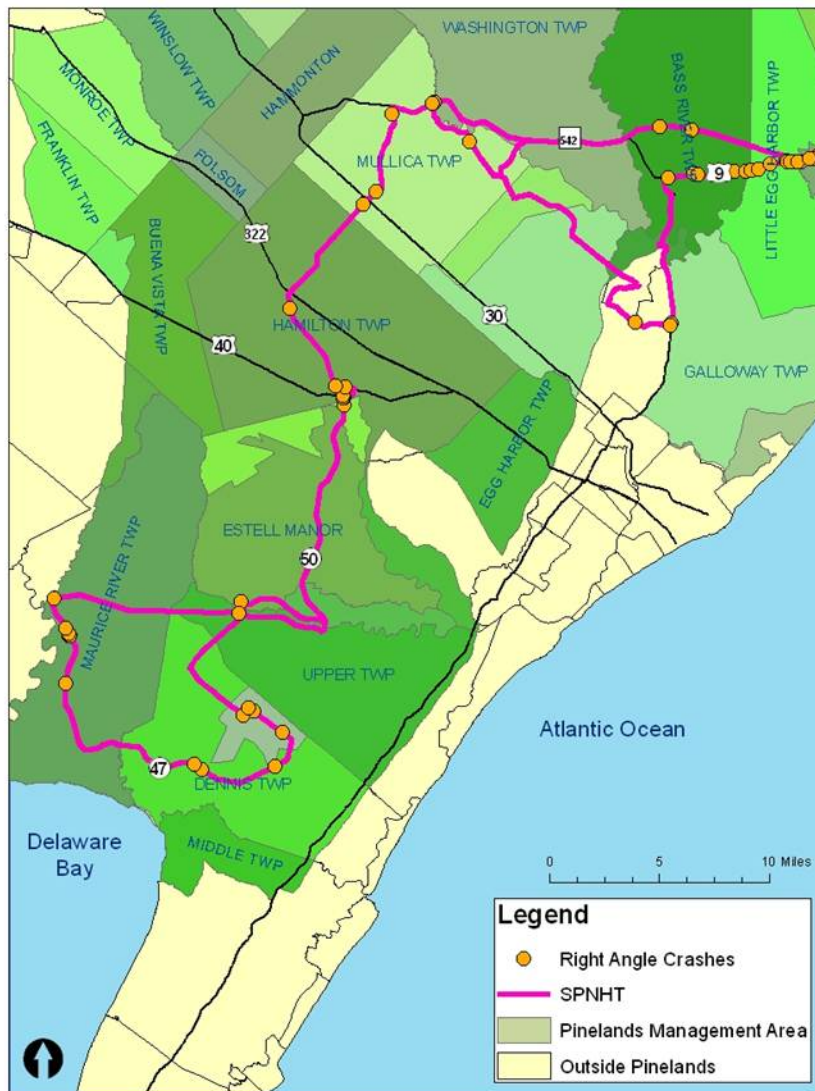 WASHINGTON TWP
WINSLOW TWP
HAMMONTON
MONROE TWP
BASS RIVER TWP
LITTLE EGG HARBOR TWP
FRANKLIN TWP
FOLSOM
MULLICA TWP
542
9
BUENA VISTA TWP
322
HAMILTON TWP
30
40
GALLOWAY TWP
EGG HARBOR TWP
ESTELL MANOR
50
MAURICE RIVER TWP
UPPER TWP
Atlantic Ocean
47
DENNIS TWP
Delaware
Bay
MIDDLE TWP
0 5 10 Miles
Legend
Right Angle Crashes
SPNHT
Pinelands Management Area
Outside Pinelands